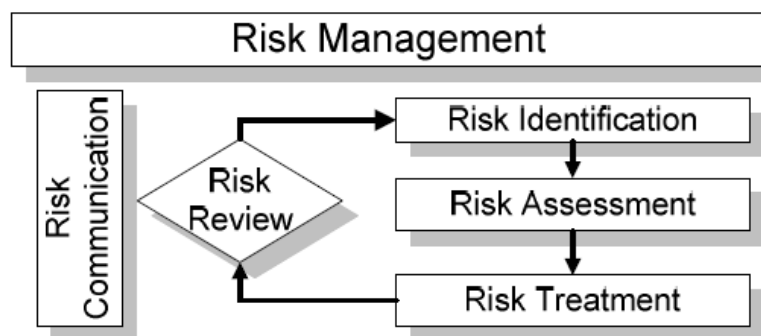 Risk Management
Risk
Communication
Risk
Review
Risk Identification
Risk Assessment
Risk Treatment